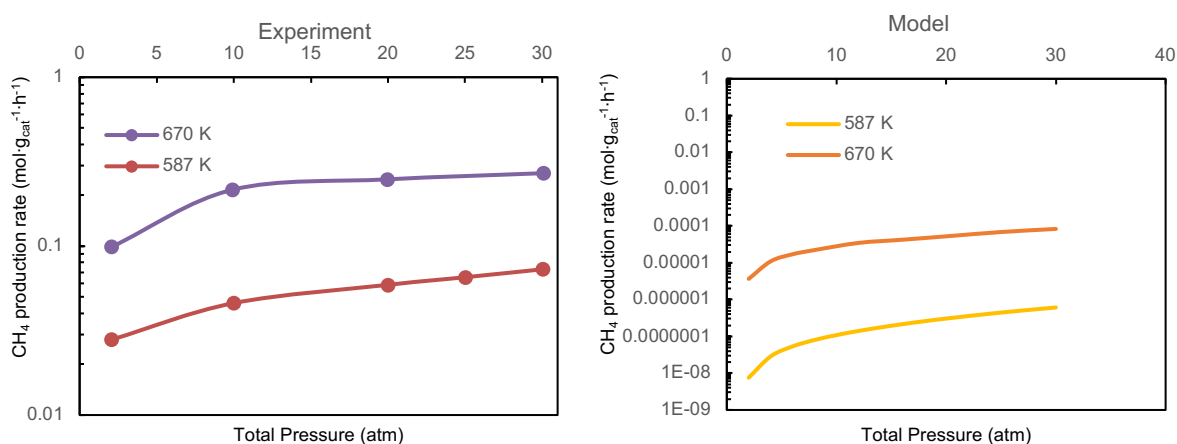 Experiment
0 5 10 15 20 25 30
1
0.1
0.01
CH₄ production rate (mol·g_cat⁻¹·h⁻¹)
670 K
587 K
Total Pressure (atm)
Model
0 10 20 30 40
1
0.1
0.01
0.001
0.0001
0.00001
0.000001
0.0000001
1E-08
1E-09
CH₄ production rate (mol·g_cat⁻¹·h⁻¹)
587 K
670 K
Total Pressure (atm)